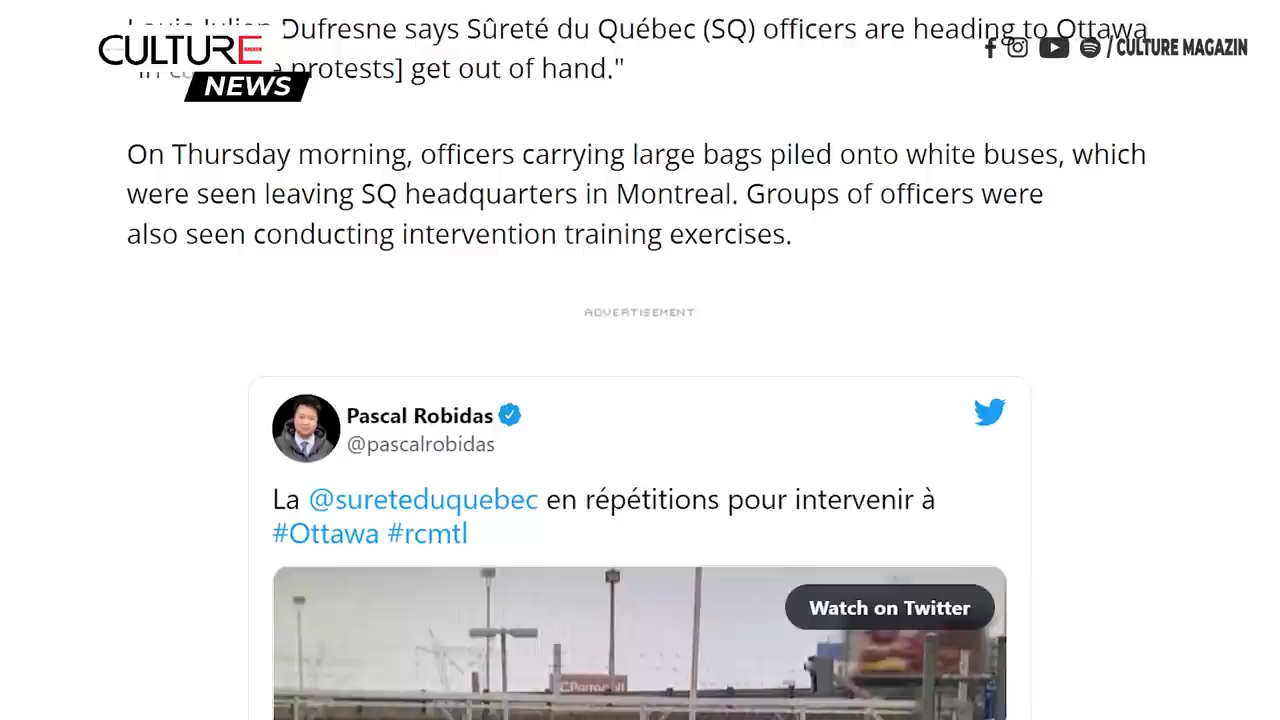 Dufresne says Sûreté du Québec (SQ) officers are heading to Ottawa
protests] get out of hand."
CULTURE
NEWS
/ CULTURE MAGAZIN
On Thursday morning, officers carrying large bags piled onto white buses, which
were seen leaving SQ headquarters in Montreal. Groups of officers were
also seen conducting intervention training exercises.
ADVERTISEMENT
Pascal Robidas
@pascalrobidas
La @sureteduquebec en répétitions pour intervenir à
#Ottawa #rcmtl
Watch on Twitter